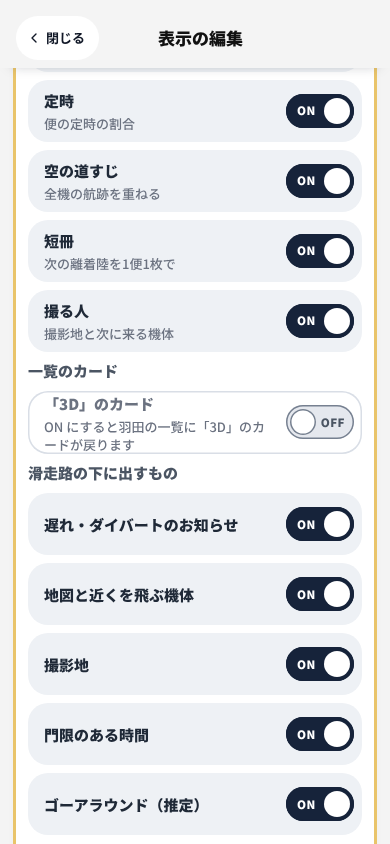 閉じる
表示の編集
定時
便の定時の割合
ON
空の道すじ
全機の航跡を重ねる
ON
短冊
次の離着陸を1便1枚で
ON
撮る人
撮影地と次に来る機体
ON
一覧のカード
「3D」のカード
ON にすると羽田の一覧に「3D」のカ
ードが戻ります
OFF
滑走路の下に出すもの
遅れ・ダイバートのお知らせ
ON
地図と近くを飛ぶ機体
ON
撮影地
ON
門限のある時間
ON
ゴーアラウンド（推定）
ON